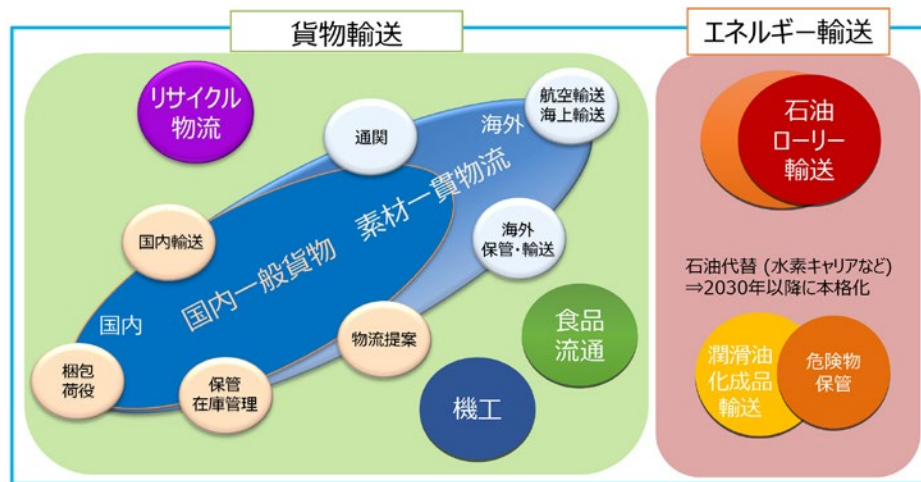 貨物輸送
エネルギー輸送
リサイクル
物流
通関
海外
航空輸送
海上輸送
国内輸送
国内一般貨物
素材一貫物流
海外
保管・輸送
国内
梱包
荷役
保管
在庫管理
物流提案
食品
流通
機工
石油
ローリー
輸送
石油代替 (水素キャリアなど)
⇒2030年以降に本格化
潤滑油
化成品
輸送
危険物
保管